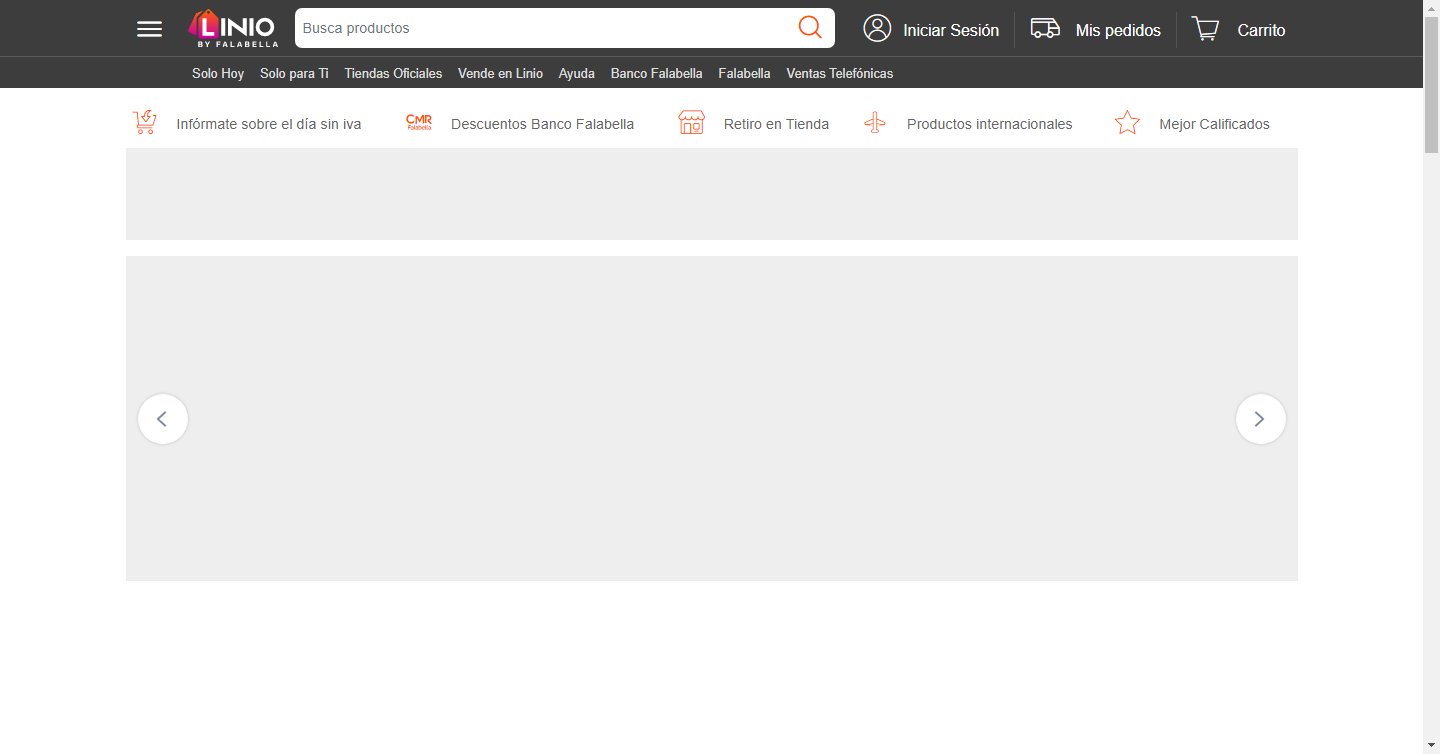 LINIO
BY FALABELLA
Busca productos
Iniciar Sesión
Mis pedidos
Carrito
Solo Hoy
Solo para Ti
Tiendas Oficiales
Vende en Linio
Ayuda
Banco Falabella
Falabella
Ventas Telefónicas
Infórmate sobre el día sin iva
CMR
Falabella
Descuentos Banco Falabella
Retiro en Tienda
Productos internacionales
Mejor Calificados